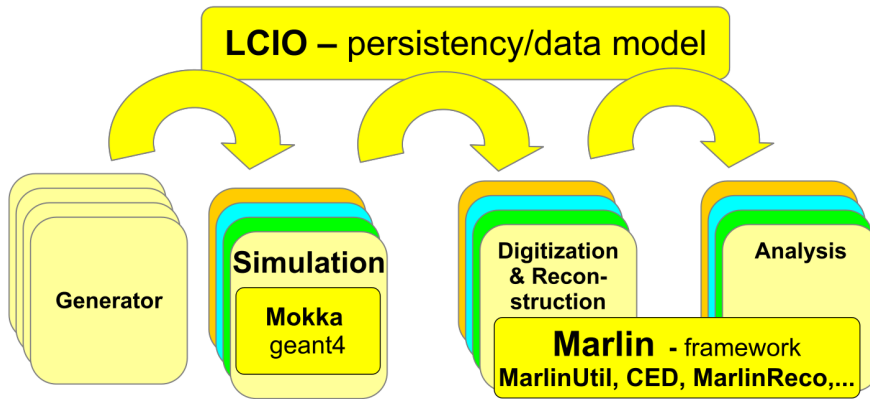 LCIO – persistency/data model
Generator
Simulation
Mokka
geant4
Digitization
& Recon-
struction
Analysis
Marlin - framework
MarlinUtil, CED, MarlinReco,...